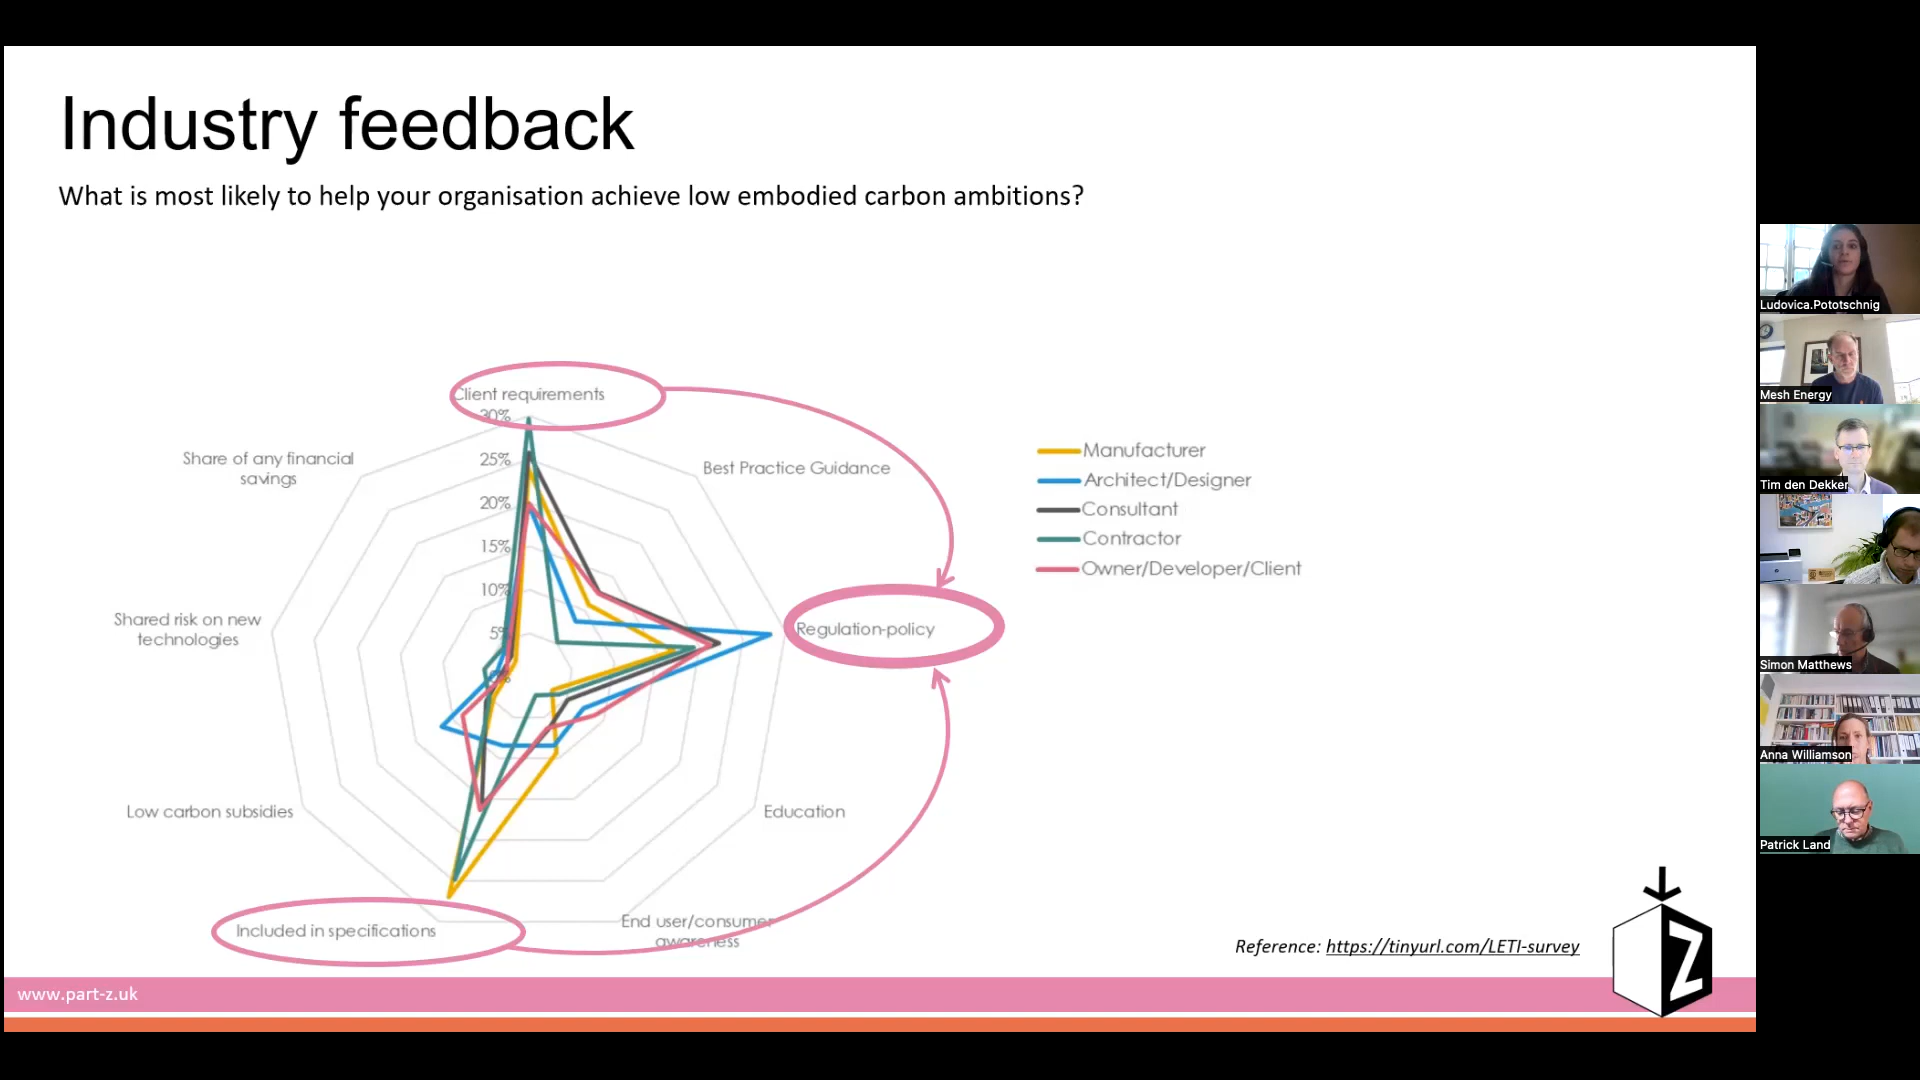 Industry feedback
What is most likely to help your organisation achieve low embodied carbon ambitions?
Client requirements
30%
25%
20%
15%
10%
5%
0%
Share of any financial
savings
Best Practice Guidance
Shared risk on new
technologies
Regulation-policy
Low carbon subsidies
Education
Included in specifications
End user/consumer
awareness
Manufacturer
Architect/Designer
Consultant
Contractor
Owner/Developer/Client
Reference: https://tinyurl.com/LETI-survey
www.part-z.uk
Z
Ludovica.Pototschnig
Mesh Energy
Tim den Dekker
Simon Matthews
Anna Williamson
Patrick Land